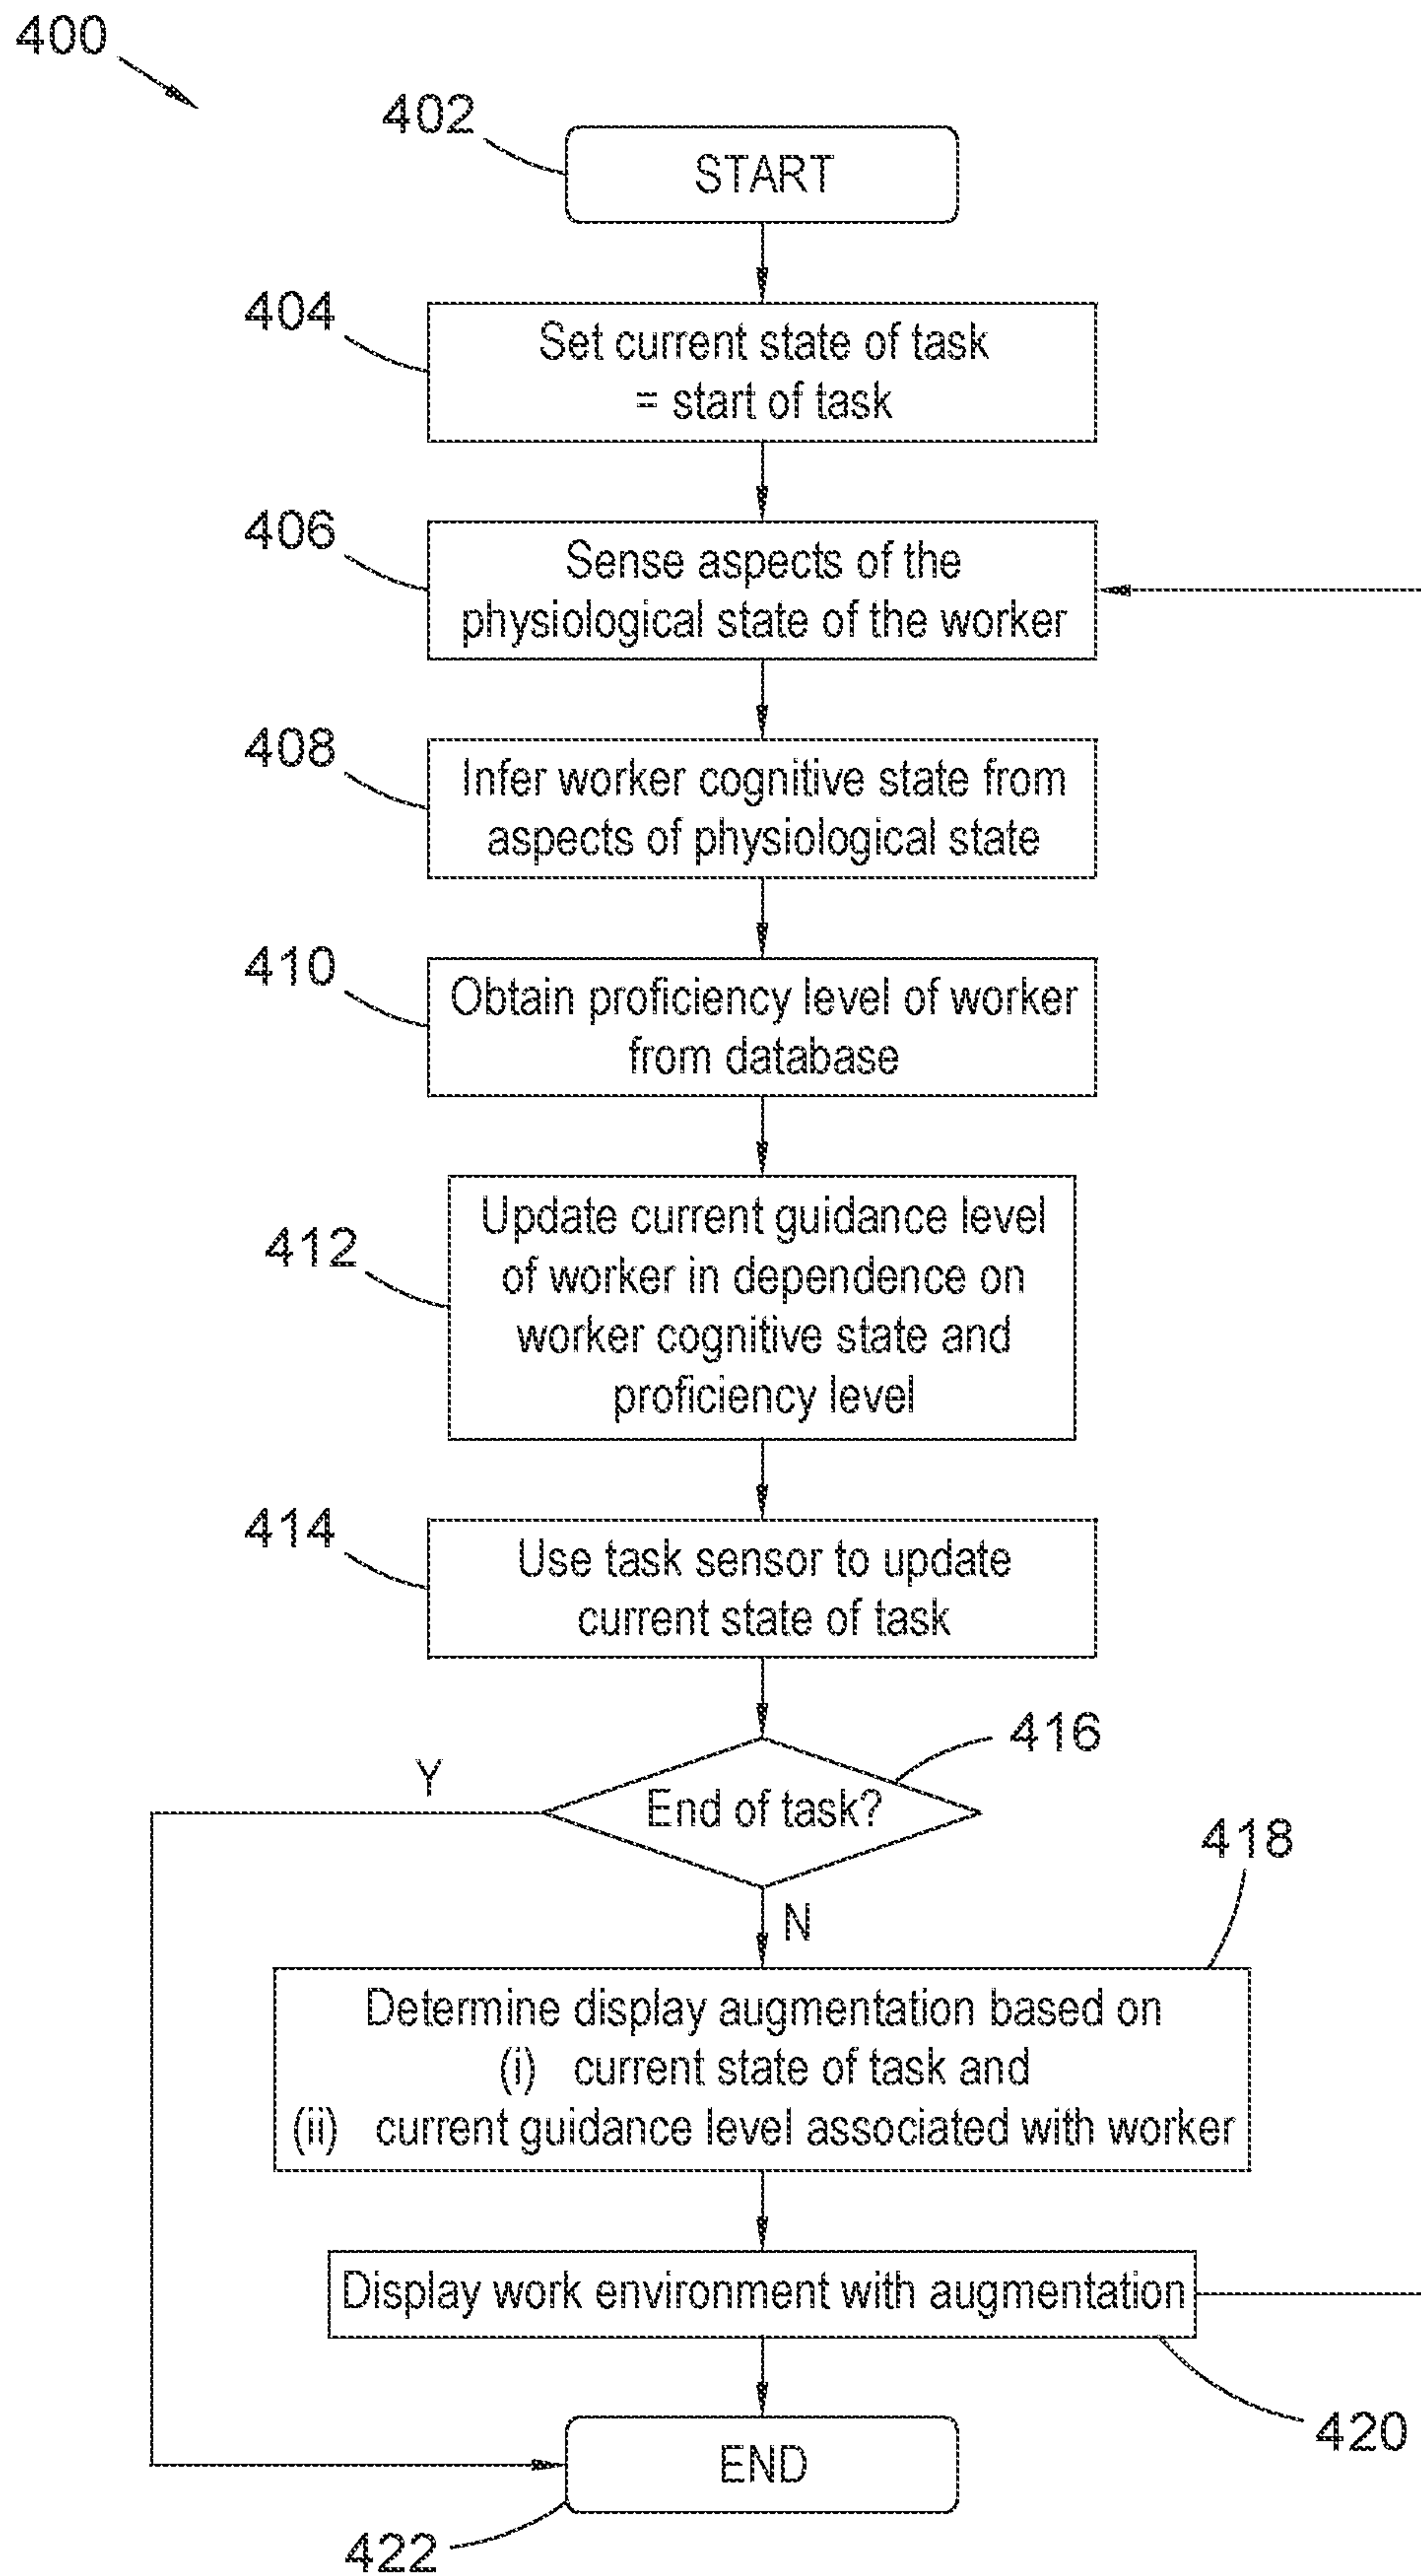 400
402
START
404
Set current state of task
= start of task
406
Sense aspects of the
physiological state of the worker
408
Infer worker cognitive state from
aspects of physiological state
410
Obtain proficiency level of worker
from database
412
Update current guidance level
of worker in dependence on
worker cognitive state and
proficiency level
414
Use task sensor to update
current state of task
416
Y
End of task?
N
418
Determine display augmentation based on
(i) current state of task and
(ii) current guidance level associated with worker
Display work environment with augmentation
420
END
422